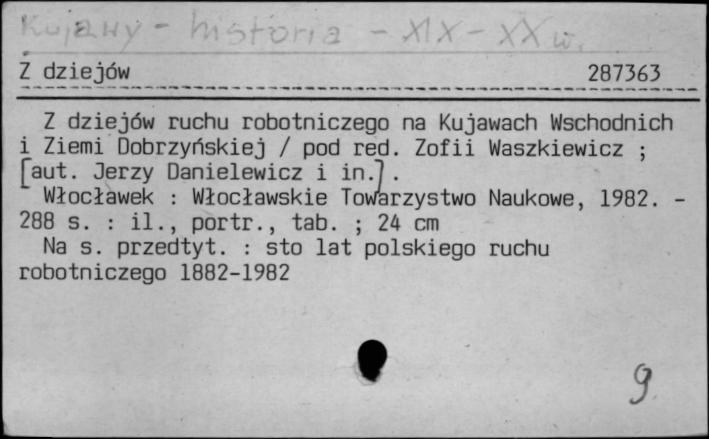 Kujawy - historia - XIX - XX w.
Z dziejów 287363
Z dziejów ruchu robotniczego na Kujawach Wschodnich
i Ziemi Dobrzyńskiej / pod red. Zofii Waszkiewicz ;
[aut. Jerzy Danielewicz i in.] .
Włocławek : Włocławskie Towarzystwo Naukowe, 1982. -
288 s. : il., portr., tab. ; 24 cm
Na s. przedtyt. : sto lat polskiego ruchu
robotniczego 1882-1982
9